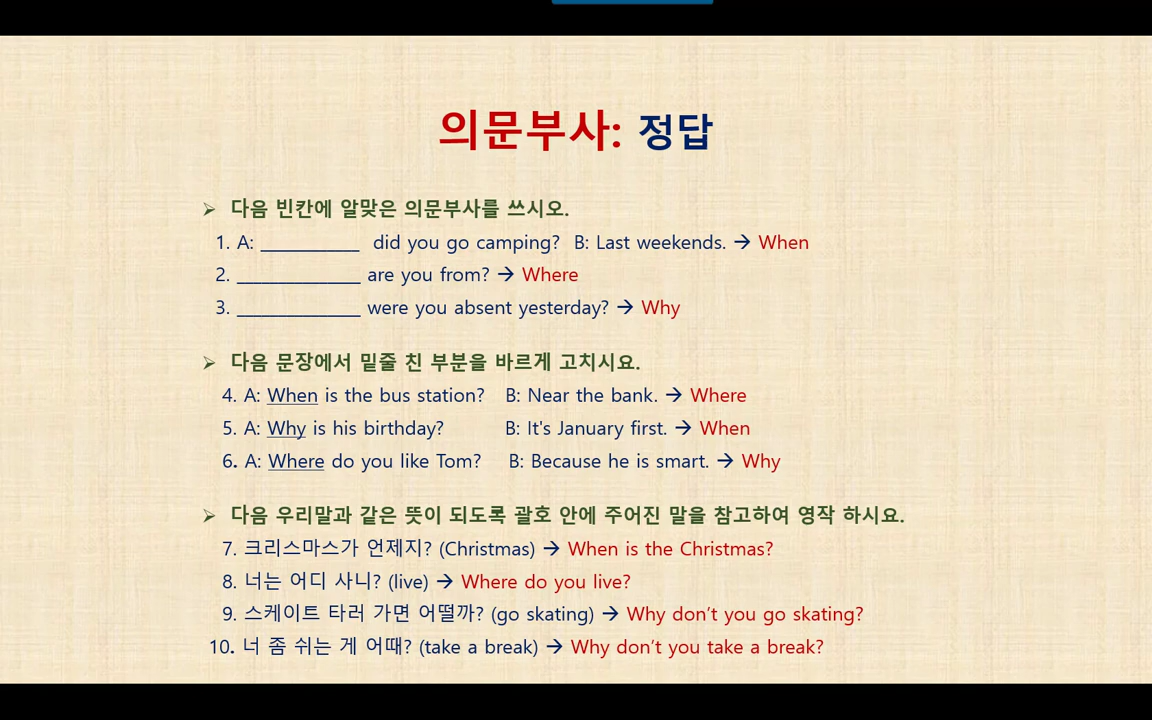 의문부사: 정답
➢ 다음 빈칸에 알맞은 의문부사를 쓰시오.
1. A: __________ did you go camping? B: Last weekends. → When
2. ____________ are you from? → Where
3. ____________ were you absent yesterday? → Why
➢ 다음 문장에서 밑줄 친 부분을 바르게 고치시요.
4. A: When is the bus station? B: Near the bank. → Where
5. A: Why is his birthday? B: It's January first. → When
6. A: Where do you like Tom? B: Because he is smart. → Why
➢ 다음 우리말과 같은 뜻이 되도록 괄호 안에 주어진 말을 참고하여 영작 하시요.
7. 크리스마스가 언제지? (Christmas) → When is the Christmas?
8. 너는 어디 사니? (live) → Where do you live?
9. 스케이트 타러 가면 어떨까? (go skating) → Why don't you go skating?
10. 너 좀 쉬는 게 어때? (take a break) → Why don't you take a break?